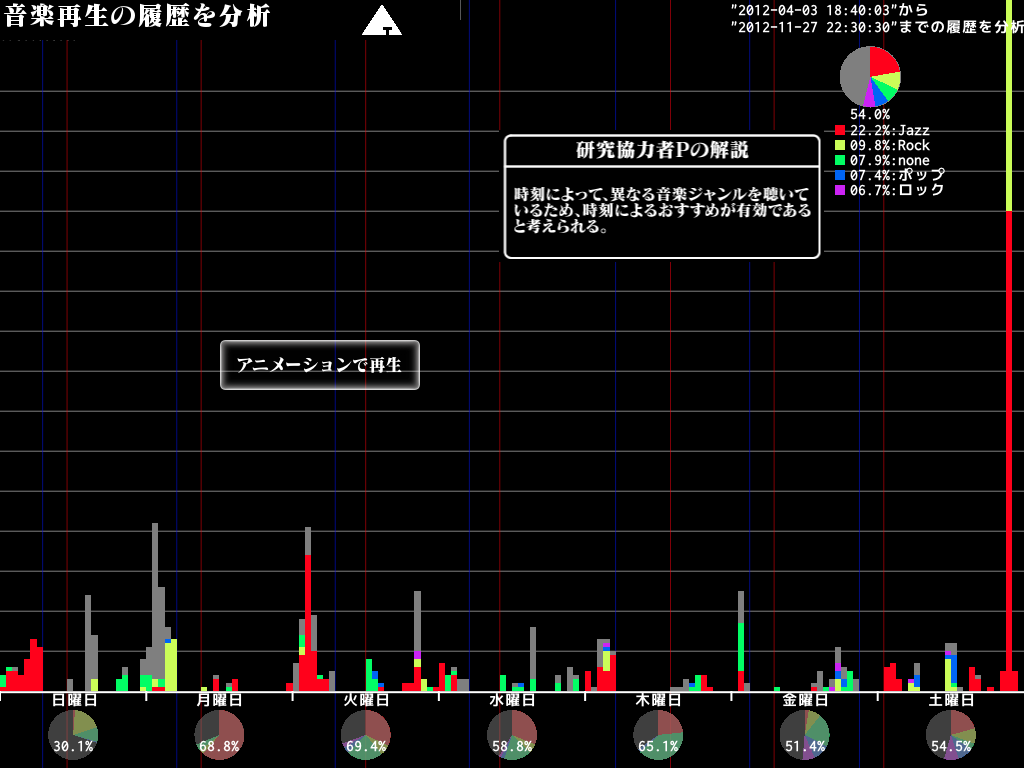 音楽再生の履歴を分析
"2012-04-03 18:40:03"から
"2012-11-27 22:30:30"までの履歴を分析
54.0%
22.2%:Jazz
09.8%:Rock
07.9%:none
07.4%:ポップ
06.7%:ロック
研究協力者Pの解説
時刻によって、異なる音楽ジャンルを聴いて
いるため、時刻によるおすすめが有効である
と考えられる。
アニメーションで再生
日曜日 月曜日 火曜日 水曜日 木曜日 金曜日 土曜日
30.1% 68.8% 69.4% 58.8% 65.1% 51.4% 54.5%